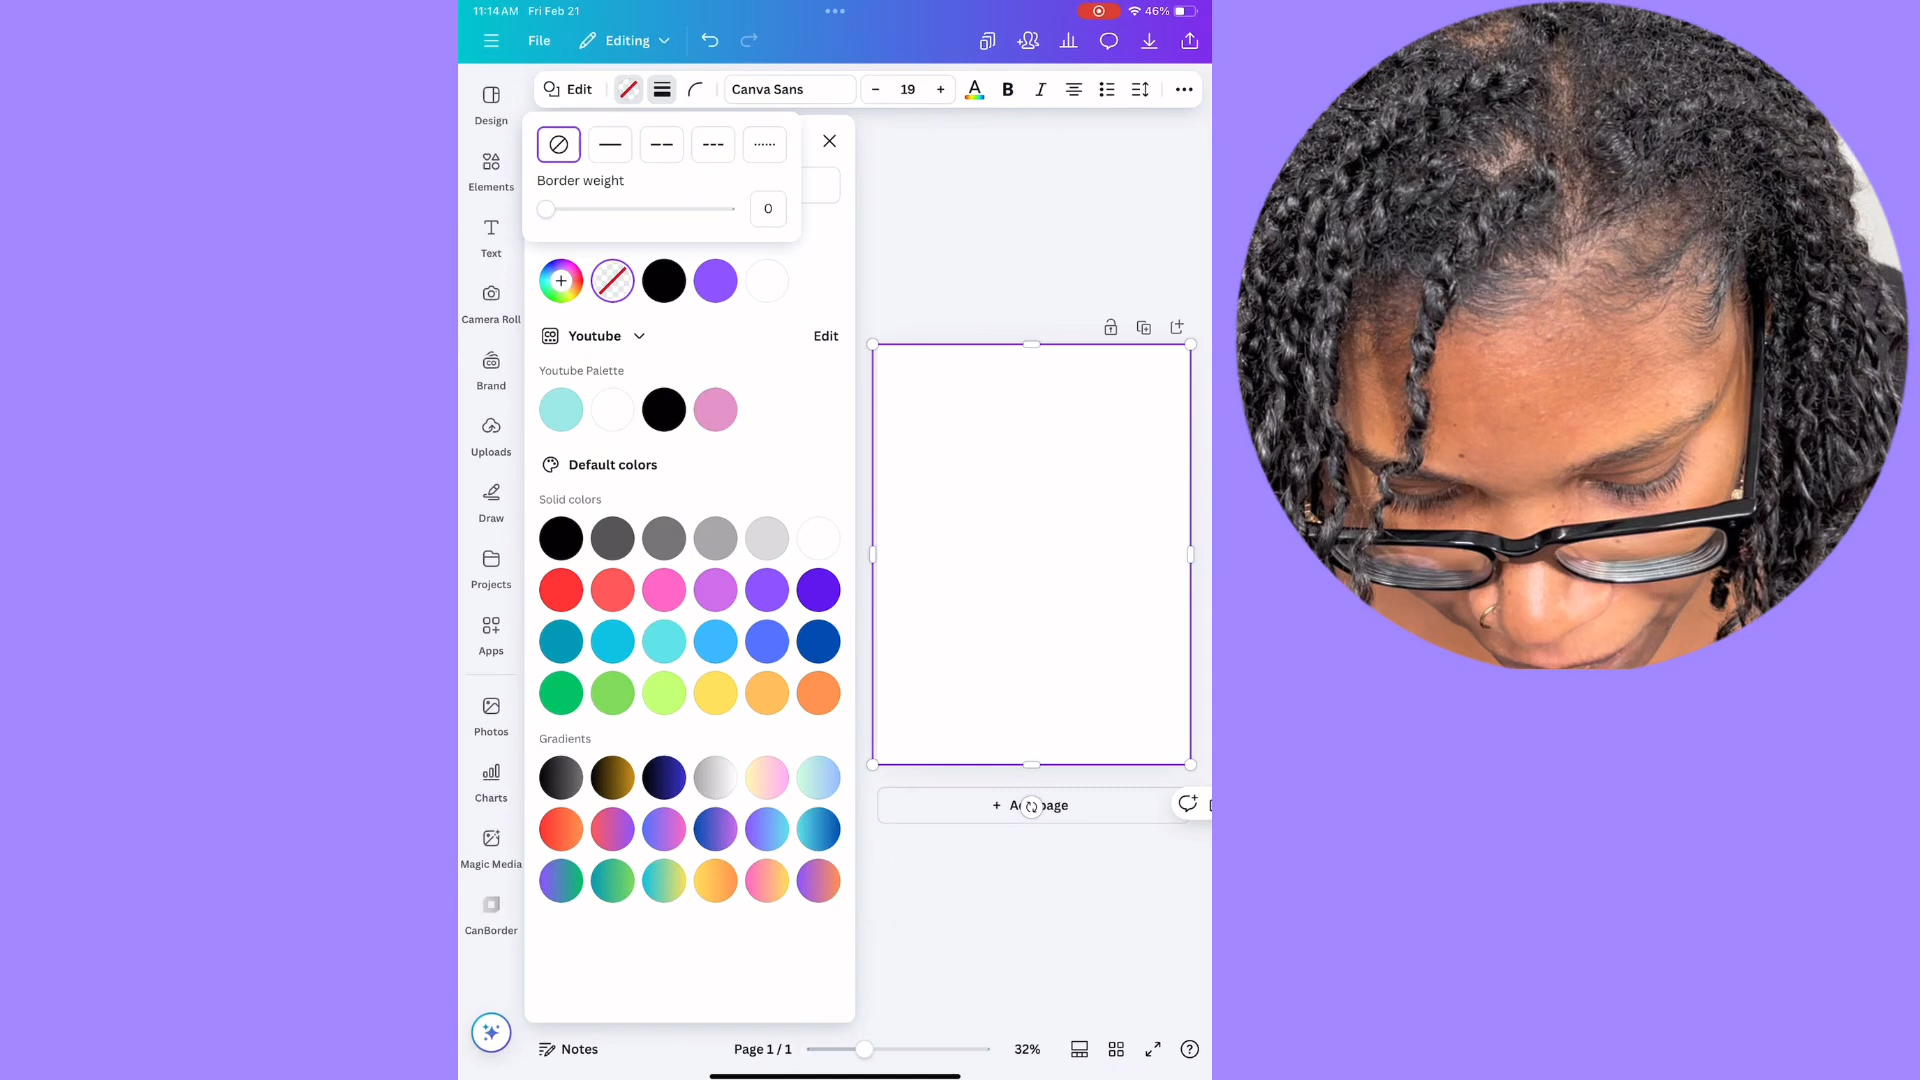 11:14 AM Fri Feb 21
46%
File
Editing
Edit
Canva Sans
− 19 +
A
B
I
Design
Elements
Text
Camera Roll
Brand
Uploads
Draw
Projects
Apps
Photos
Charts
Magic Media
CanBorder
Border weight
0
Youtube
Edit
Youtube Palette
Default colors
Solid colors
Gradients
+ page
Notes
Page 1 / 1
32%